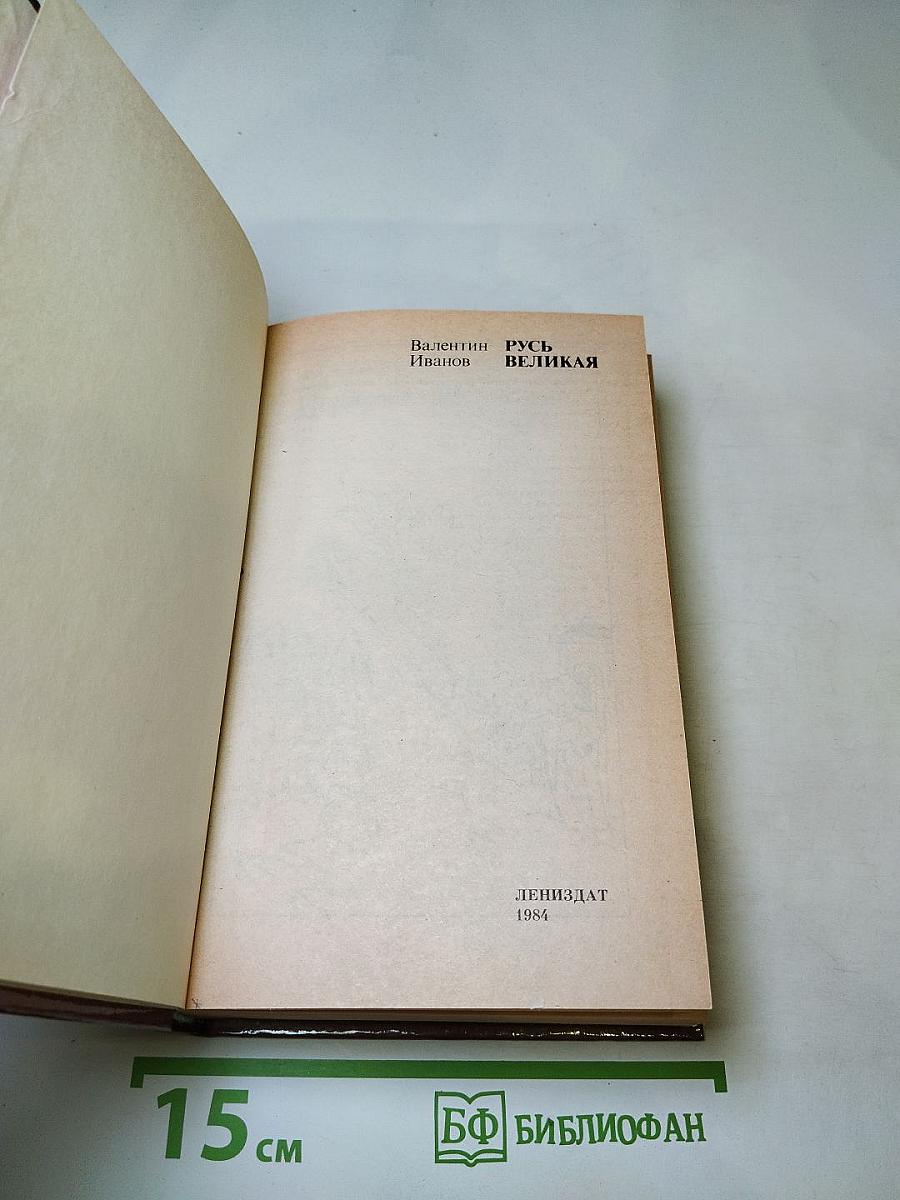 Валентин РУСЬ
Иванов ВЕЛИКАЯ
ЛЕНИЗДАТ
1984
15 см
БФ БИБЛИОФАН